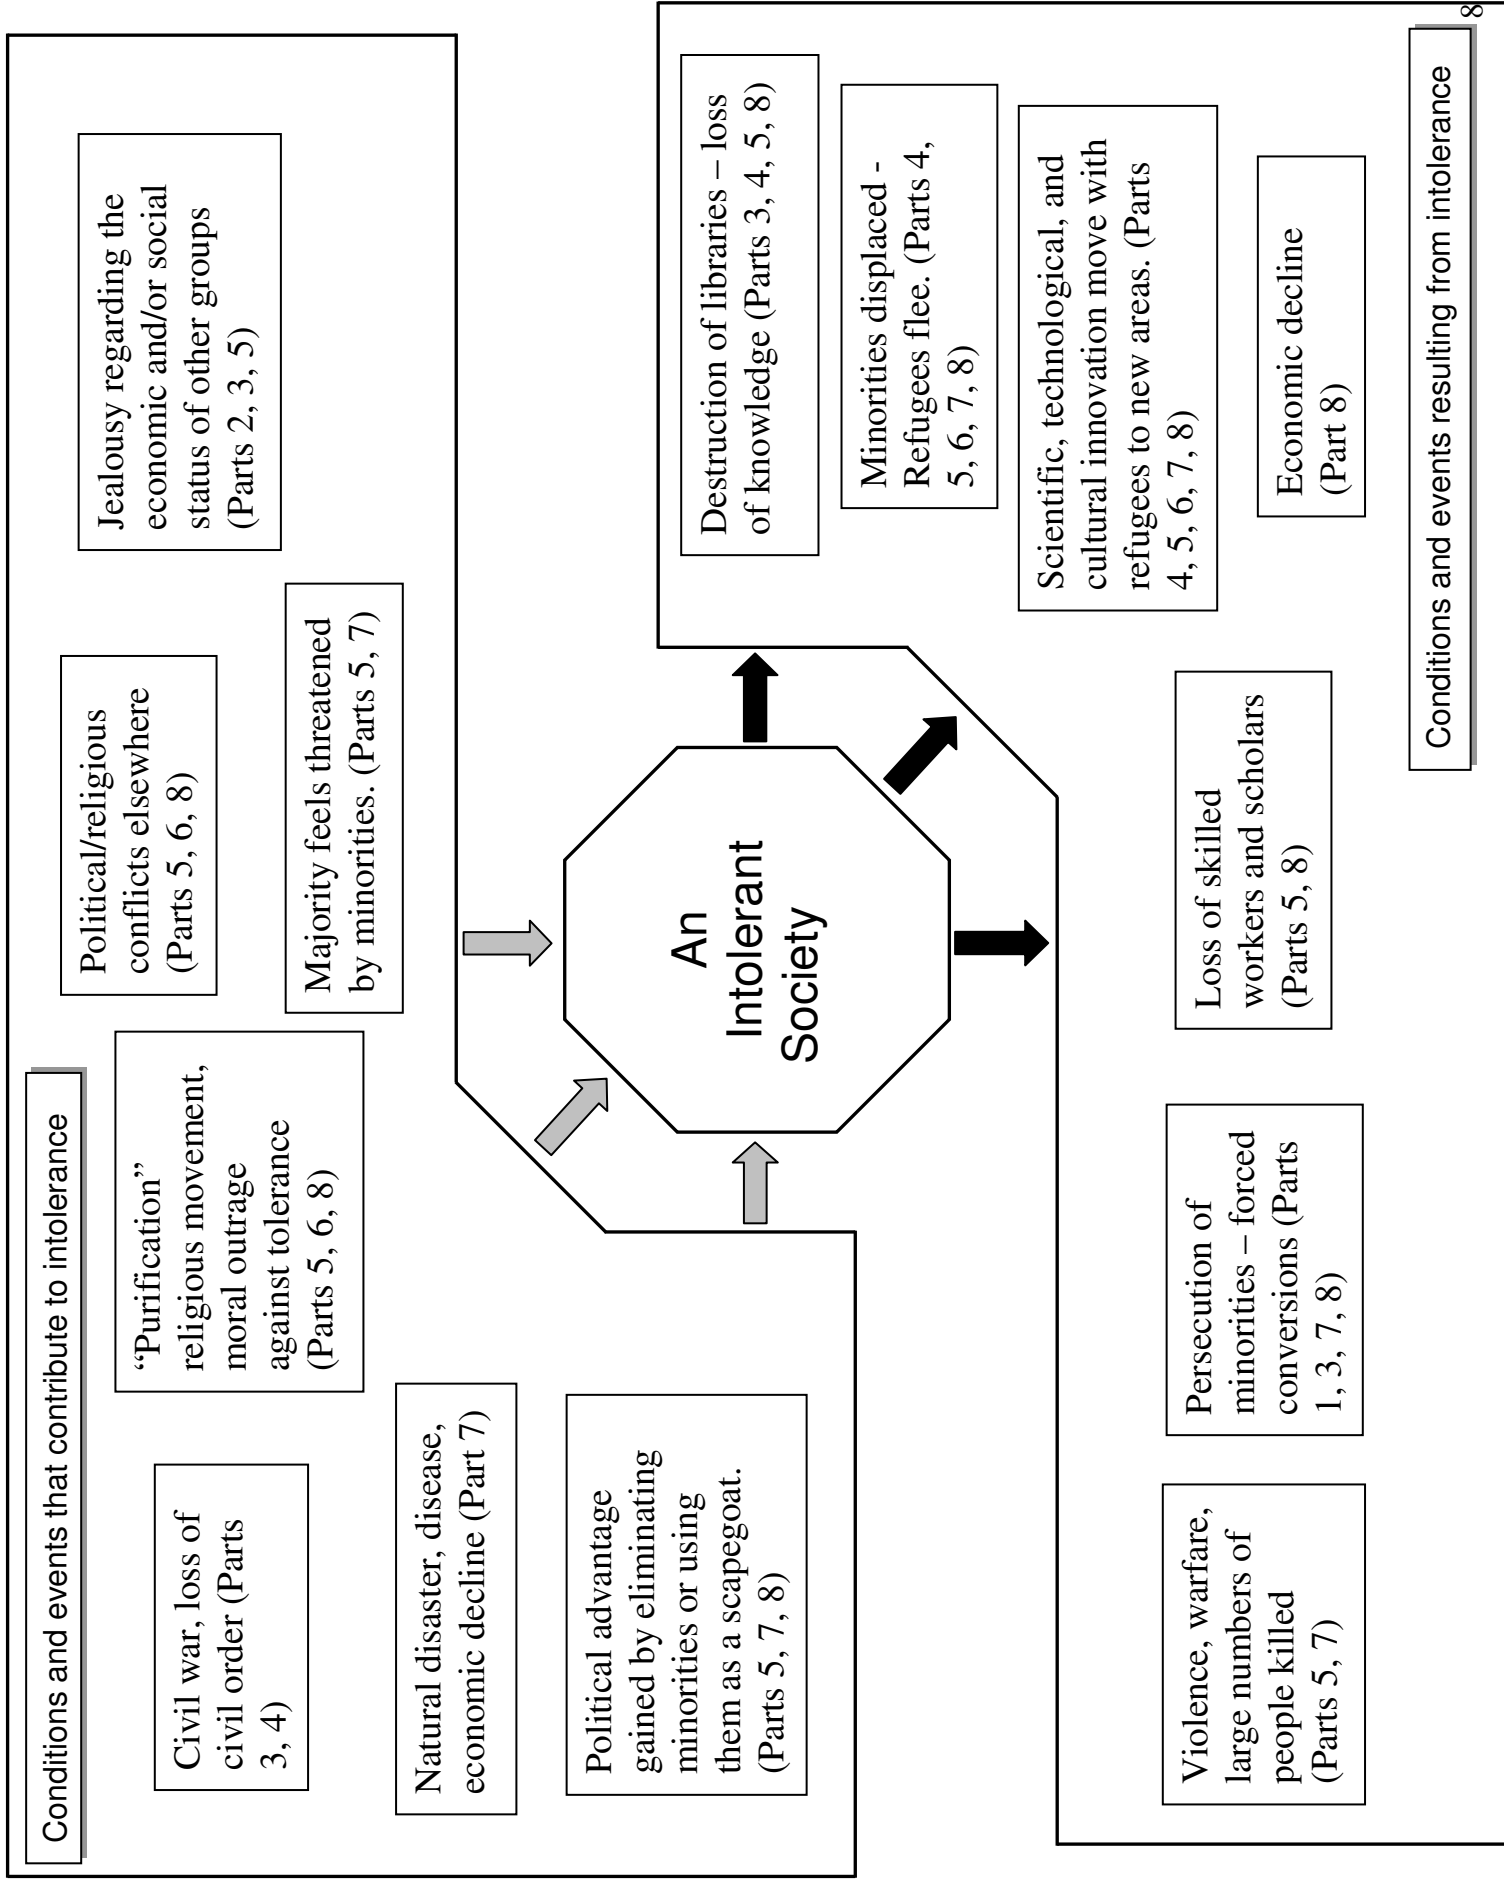 Conditions and events that contribute to intolerance
Civil war, loss of
civil order (Parts
3, 4)
“Purification”
religious movement,
moral outrage
against tolerance
(Parts 5, 6, 8)
Political/religious
conflicts elsewhere
(Parts 5, 6, 8)
Jealousy regarding the
economic and/or social
status of other groups
(Parts 2, 3, 5)
Natural disaster, disease,
economic decline (Part 7)
Majority feels threatened
by minorities. (Parts 5, 7)
Political advantage
gained by eliminating
minorities or using
them as a scapegoat.
(Parts 5, 7, 8)
An
Intolerant
Society
Destruction of libraries – loss
of knowledge (Parts 3, 4, 5, 8)
Minorities displaced -
Refugees flee. (Parts 4,
5, 6, 7, 8)
Scientific, technological, and
cultural innovation move with
refugees to new areas. (Parts
4, 5, 6, 7, 8)
Violence, warfare,
large numbers of
people killed
(Parts 5, 7)
Persecution of
minorities – forced
conversions (Parts
1, 3, 7, 8)
Loss of skilled
workers and scholars
(Parts 5, 8)
Economic decline
(Part 8)
Conditions and events resulting from intolerance
8